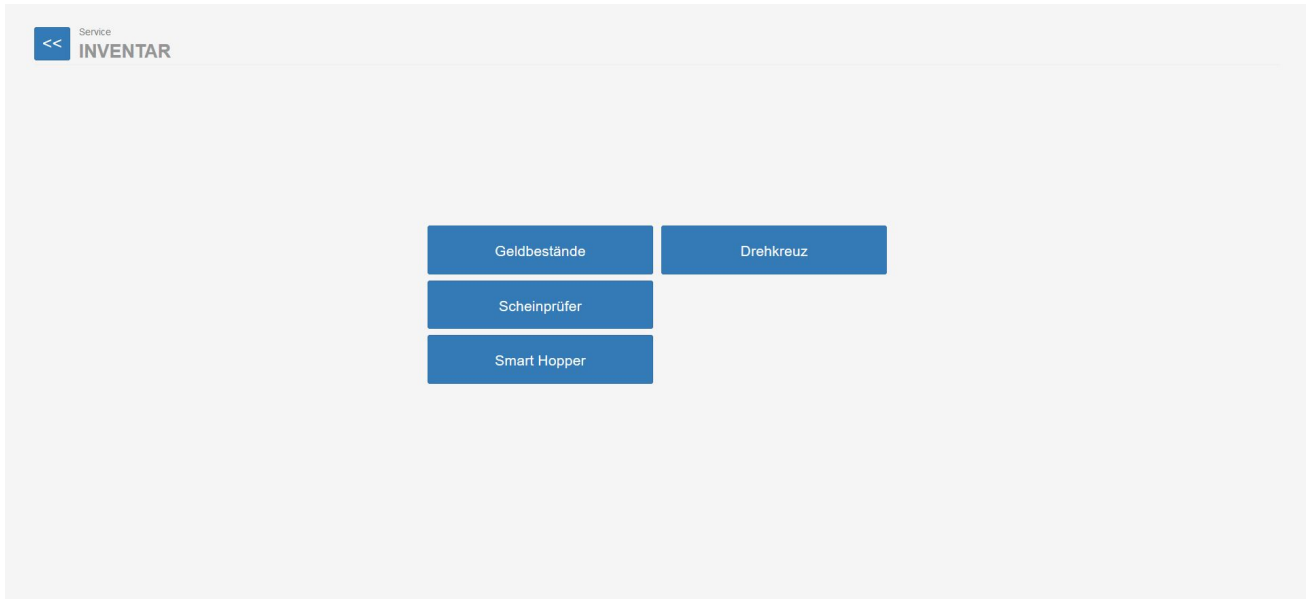 <<
Service
INVENTAR
Geldbestände
Drehkreuz
Scheinprüfer
Smart Hopper